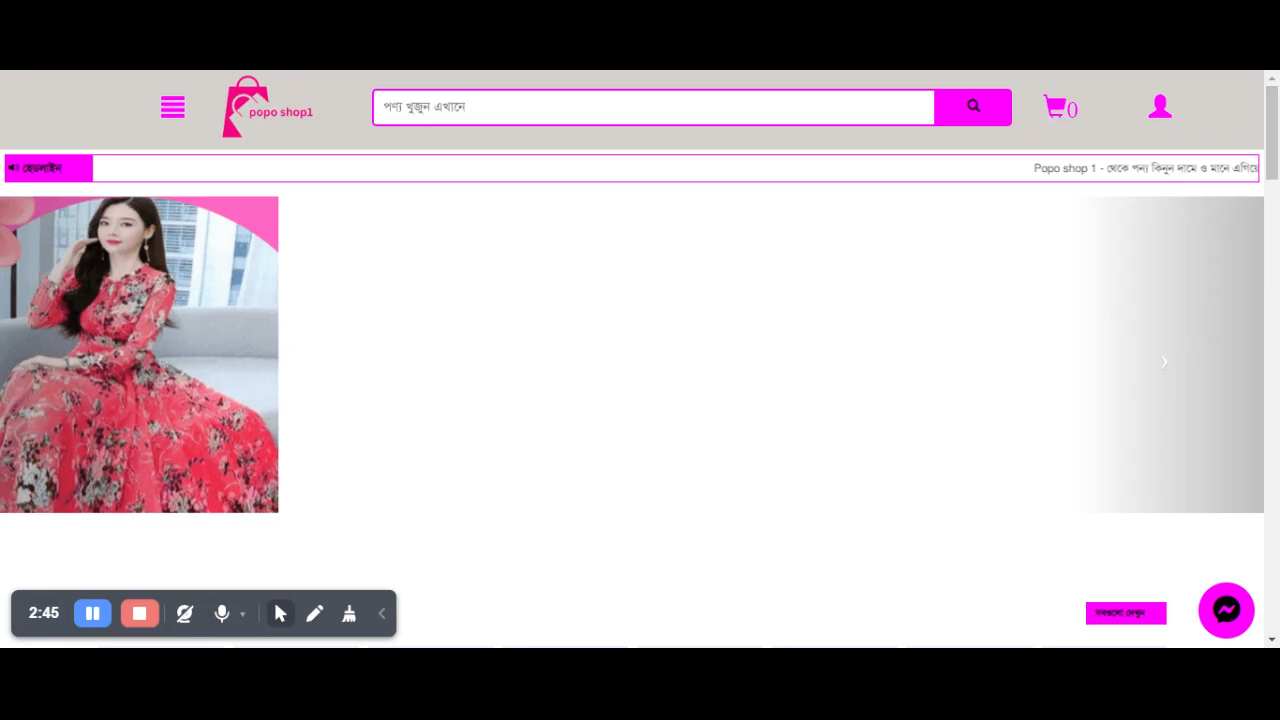 popo shop1
পণ্য খুজুন এখানে
0
হেডলাইন
Popo shop 1 - থেকে পন্য কিনুন দামে ও মানে এগিয়ে
2:45
সবগুলো দেখুন